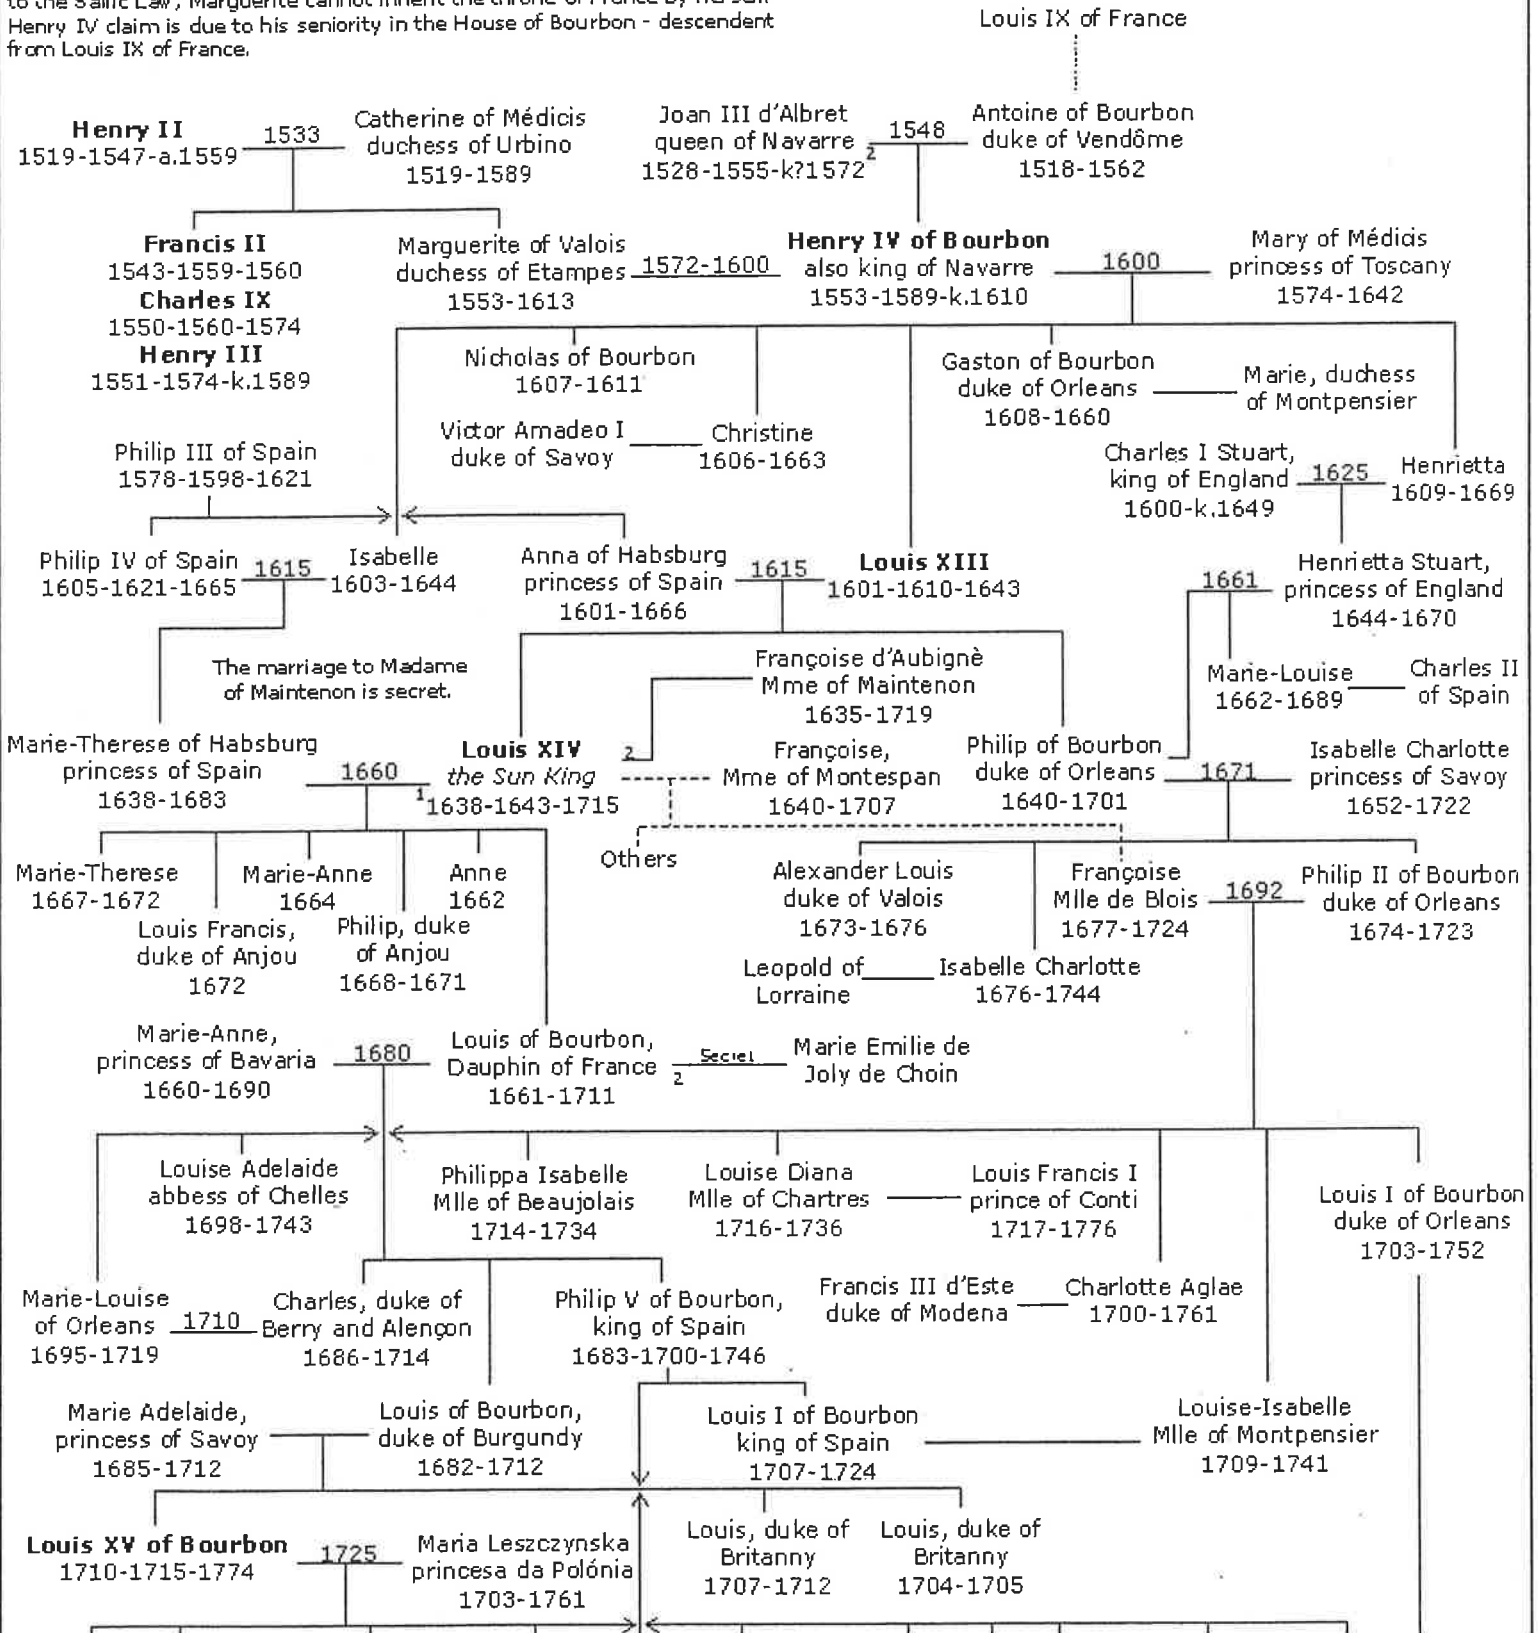 to the Salic Law, Marguerite cannot inherit the throne of France by
Henry IV claim is due to his seniority in the House of Bourbon - descendent
from Louis IX of France.
Louis IX of France
Henry II
1519-1547-a.1559
1533
Catherine of Médicis
duchess of Urbino
1519-1589
Joan III d'Albret
queen of Navarre
1528-1555-k?1572
2
1548
Antoine of Bourbon
duke of Vendôme
1518-1562
Francis II
1543-1559-1560
Charles IX
1550-1560-1574
Henry III
1551-1574-k.1589
Marguerite of Valois
duchess of Etampes
1553-1613
1572-1600
Henry IV of Bourbon
also king of Navarre
1553-1589-k.1610
1600
Mary of Médicis
princess of Toscany
1574-1642
Nicholas of Bourbon
1607-1611
Gaston of Bourbon
duke of Orleans
1608-1660
Marie, duchess
of Montpensier
Victor Amadeo I
duke of Savoy
Christine
1606-1663
Philip III of Spain
1578-1598-1621
Charles I Stuart,
king of England
1600-k.1649
1625
Henrietta
1609-1669
Philip IV of Spain
1605-1621-1665
1615
Isabelle
1603-1644
Anna of Habsburg
princess of Spain
1601-1666
1615
Louis XIII
1601-1610-1643
1661
Henrietta Stuart,
princess of England
1644-1670
The marriage to Madame
of Maintenon is secret.
Françoise d'Aubignè
Mme of Maintenon
1635-1719
Marie-Louise
1662-1689
Charles II
of Spain
Marie-Therese of Habsburg
princess of Spain
1638-1683
1660
1
Louis XIV
the Sun King
1638-1643-1715
2
Françoise,
Mme of Montespan
1640-1707
Philip of Bourbon
duke of Orleans
1640-1701
1671
Isabelle Charlotte
princess of Savoy
1652-1722
Marie-Therese
1667-1672
Marie-Anne
1664
Anne
1662
Others
Alexander Louis
duke of Valois
1673-1676
Françoise
Mlle de Blois
1677-1724
1692
Philip II of Bourbon
duke of Orleans
1674-1723
Louis Francis,
duke of Anjou
1672
Philip, duke
of Anjou
1668-1671
Leopold of
Lorraine
Isabelle Charlotte
1676-1744
Marie-Anne,
princess of Bavaria
1660-1690
1680
Louis of Bourbon,
Dauphin of France
1661-1711
Secret
2
Marie Emilie de
Joly de Choin
Louise Adelaide
abbess of Chelles
1698-1743
Philippa Isabelle
Mlle of Beaujolais
1714-1734
Louise Diana
Mlle of Chartres
1716-1736
Louis Francis I
prince of Conti
1717-1776
Louis I of Bourbon
duke of Orleans
1703-1752
Marie-Louise
of Orleans
1695-1719
1710
Charles, duke of
Berry and Alençon
1686-1714
Philip V of Bourbon,
king of Spain
1683-1700-1746
Francis III d'Este
duke of Modena
Charlotte Aglae
1700-1761
Marie Adelaide,
princess of Savoy
1685-1712
Louis of Bourbon,
duke of Burgundy
1682-1712
Louis I of Bourbon
king of Spain
1707-1724
Louise-Isabelle
Mlle of Montpensier
1709-1741
Louis XV of Bourbon
1710-1715-1774
1725
Maria Leszczynska
princesa da Polónia
1703-1761
Louis, duke of
Britanny
1707-1712
Louis, duke of
Britanny
1704-1705